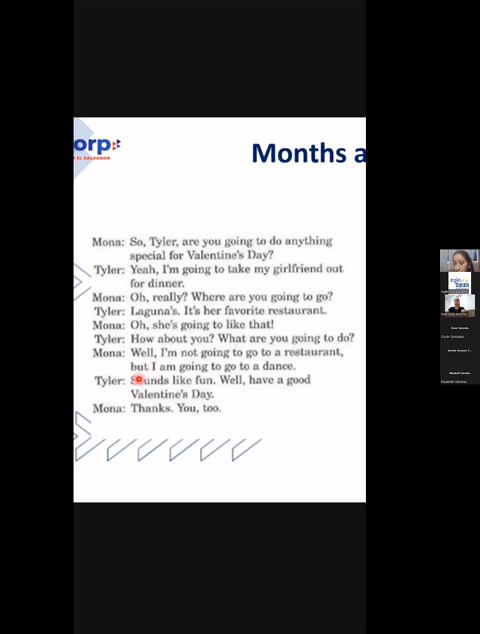 orp
EL SALVADOR
Months a
Mona: So, Tyler, are you going to do anything
special for Valentine's Day?
Tyler: Yeah, I'm going to take my girlfriend out
for dinner.
Mona: Oh, really? Where are you going to go?
Tyler: Laguna's. It's her favorite restaurant.
Mona: Oh, she's going to like that!
Tyler: How about you? What are you going to do?
Mona: Well, I'm not going to go to a restaurant,
but I am going to go to a dance.
Tyler: Sounds like fun. Well, have a good
Valentine's Day.
Mona: Thanks. You, too.